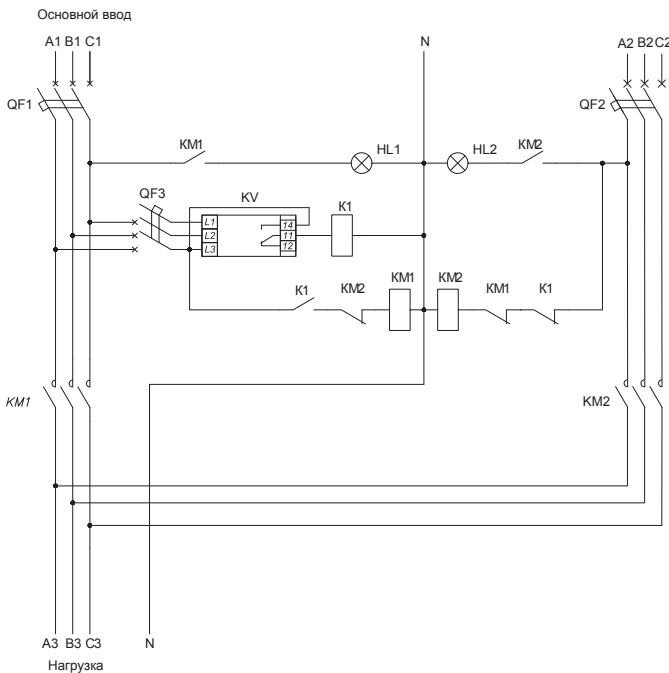 Основной ввод
A1 B1 C1
N
A2 B2 C2
QF1
QF2
KM1
HL1
HL2
KM2
QF3
KV
K1
L1
14
L2
11
L3
12
K1
KM2
KM1
KM2
KM1
K1
KM1
KM2
A3 B3 C3
N
Нагрузка